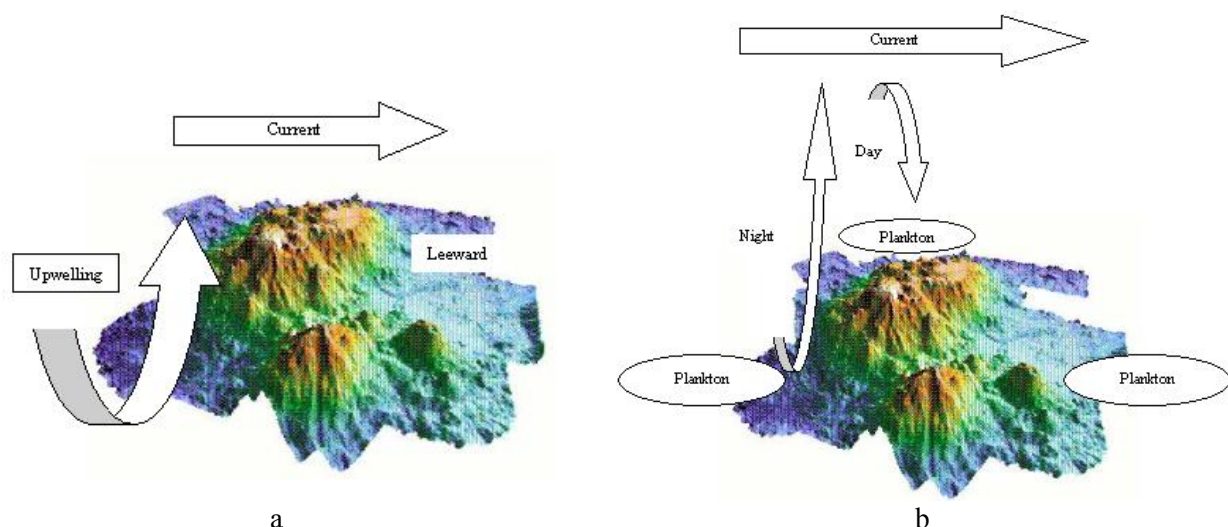 Current
Upwelling
Leeward
a
Current
Day
Night
Plankton
Plankton
Plankton
b